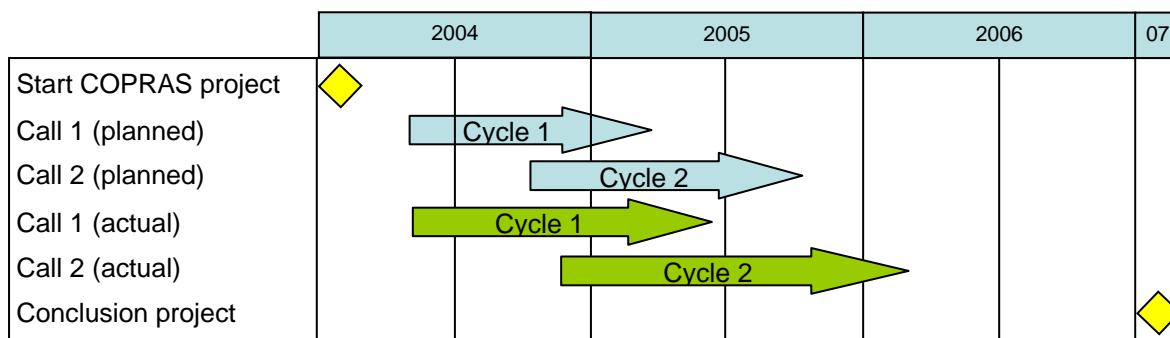 2004 2005 2006 07
Start COPRAS project
Call 1 (planned) Cycle 1
Call 2 (planned) Cycle 2
Call 1 (actual) Cycle 1
Call 2 (actual) Cycle 2
Conclusion project